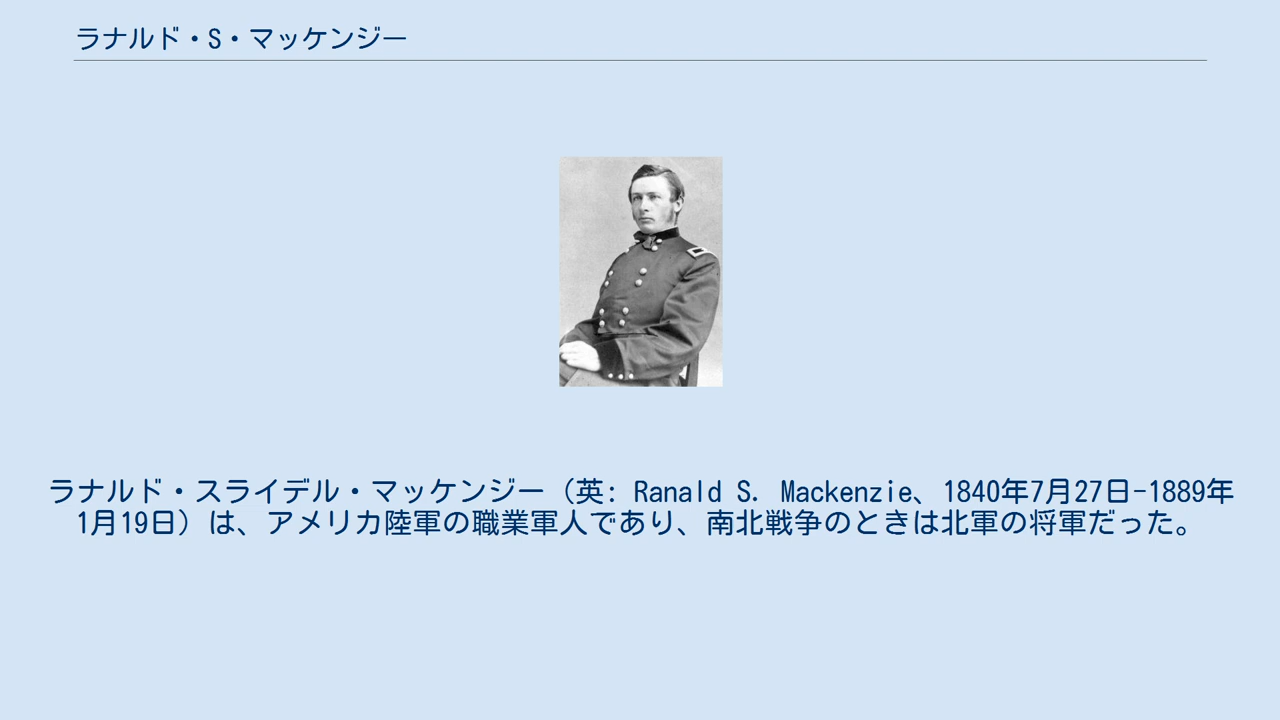 ラナルド・S・マッケンジー
ラナルド・スライデル・マッケンジー（英: Ranald S. Mackenzie、1840年7月27日-1889年
1月19日）は、アメリカ陸軍の職業軍人であり、南北戦争のときは北軍の将軍だった。